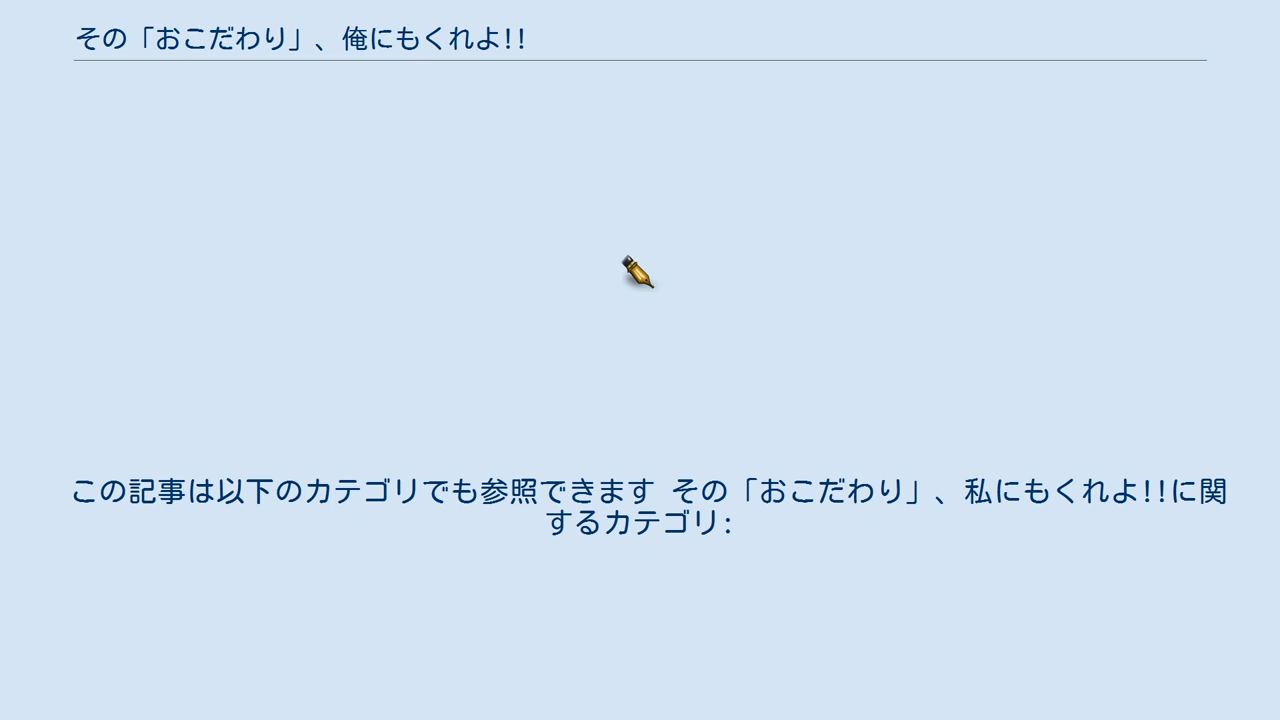 その「おこだわり」、俺にもくれよ!!
この記事は以下のカテゴリでも参照できます その「おこだわり」、私にもくれよ!!に関
するカテゴリ: